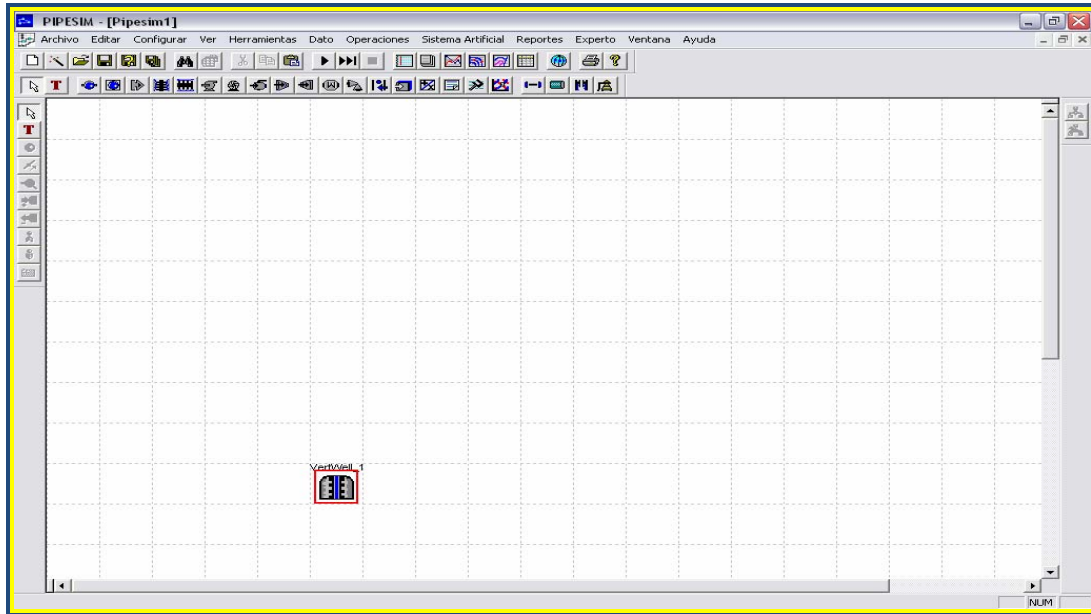 PIPESIM - [Pipesim1]
Archivo Editar Configurar Ver Herramientas Dato Operaciones Sistema Artificial Reportes Experto Ventana Ayuda
T
T
VertWell_1
NUM